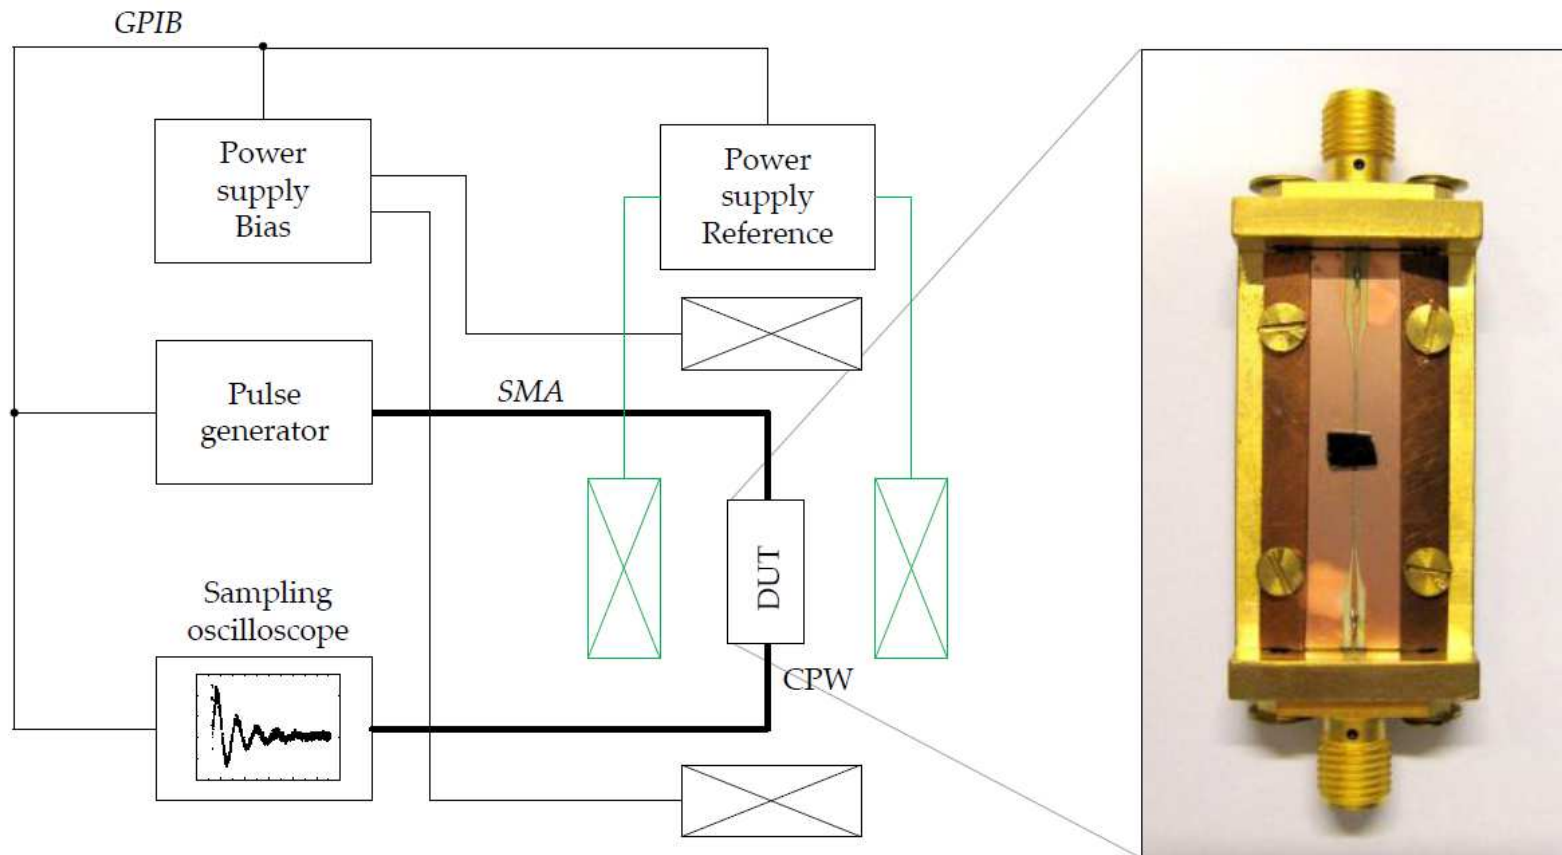 GPIB
Power
supply
Bias
Power
supply
Reference
Pulse
generator
SMA
DUT
Sampling
oscilloscope
CPW